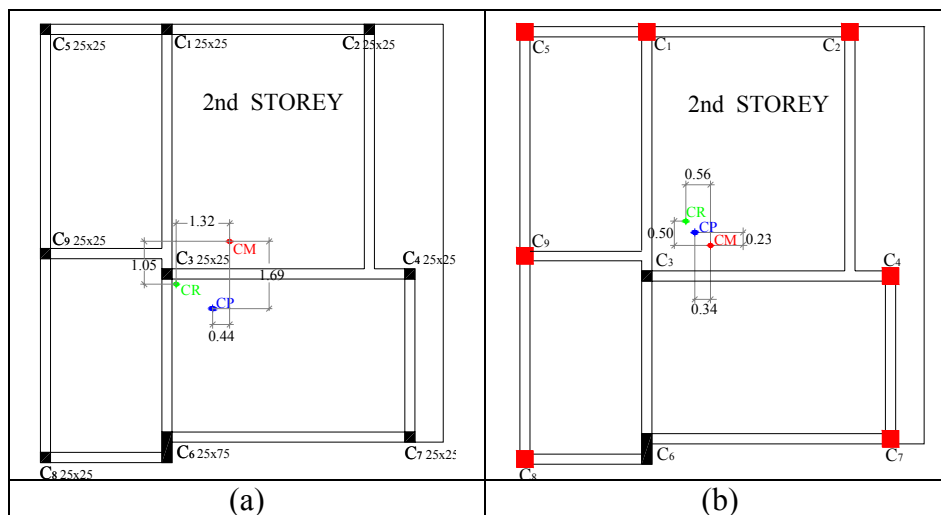 C5 25x25
C1 25x25
C2 25x25
2nd STOREY
1.32
CM
C9 25x25
1.05
C3 25x25
1.69
C4 25x25
CR
CP
0.44
C6 25x75
C7 25x25
C8 25x25
(a)
C5
C1
C2
2nd STOREY
0.56
CR
CP
0.50
0.23
CM
C9
C3
C4
0.34
C6
C7
C8
(b)